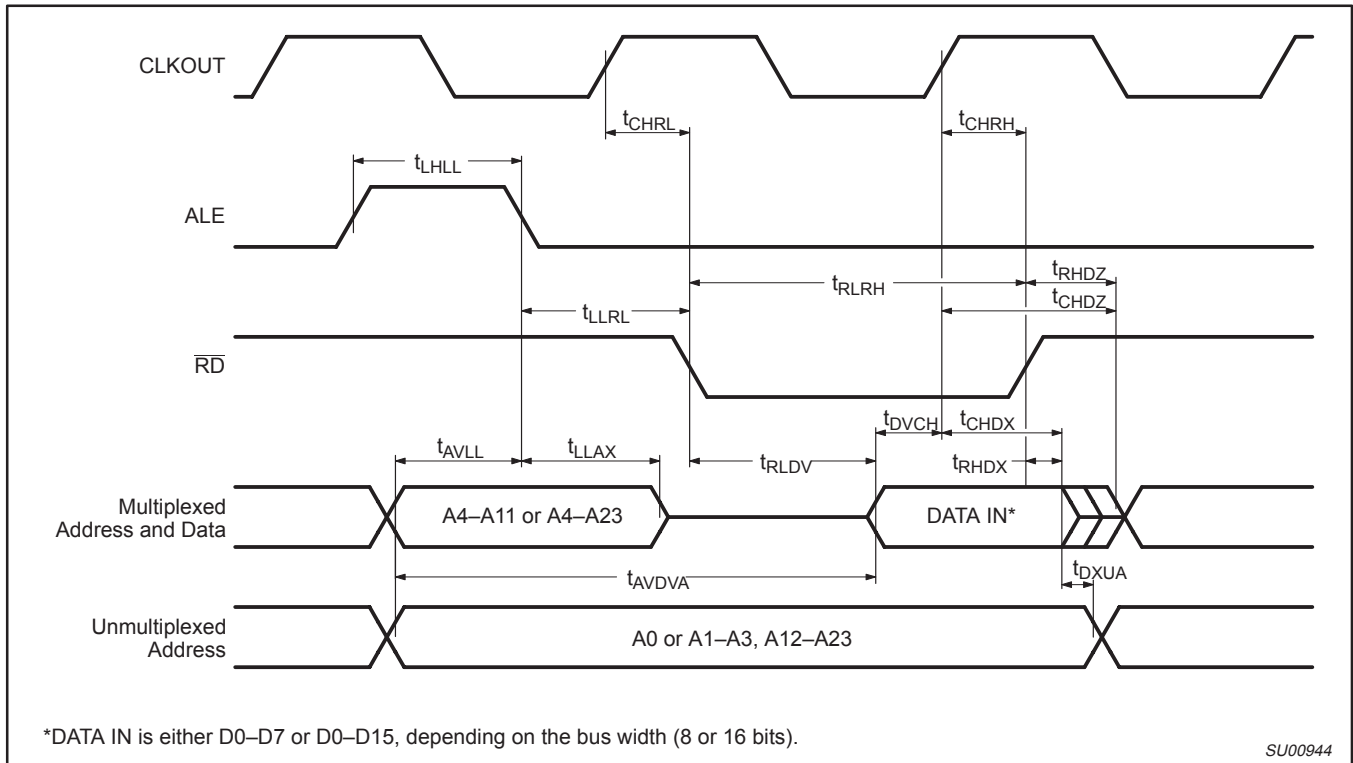 CLKOUT
tCHRL
tCHRH
tLHLL
ALE
tRLRH
tRHDZ
tCHDZ
tLLRL
RD
tDVCH
tCHDX
tAVLL
tLLAX
tRLDV
tRHDX
Multiplexed
Address and Data
A4–A11 or A4–A23
DATA IN*
tAVDVA
tDXUA
Unmultiplexed
Address
A0 or A1–A3, A12–A23
*DATA IN is either D0–D7 or D0–D15, depending on the bus width (8 or 16 bits).
SU00944